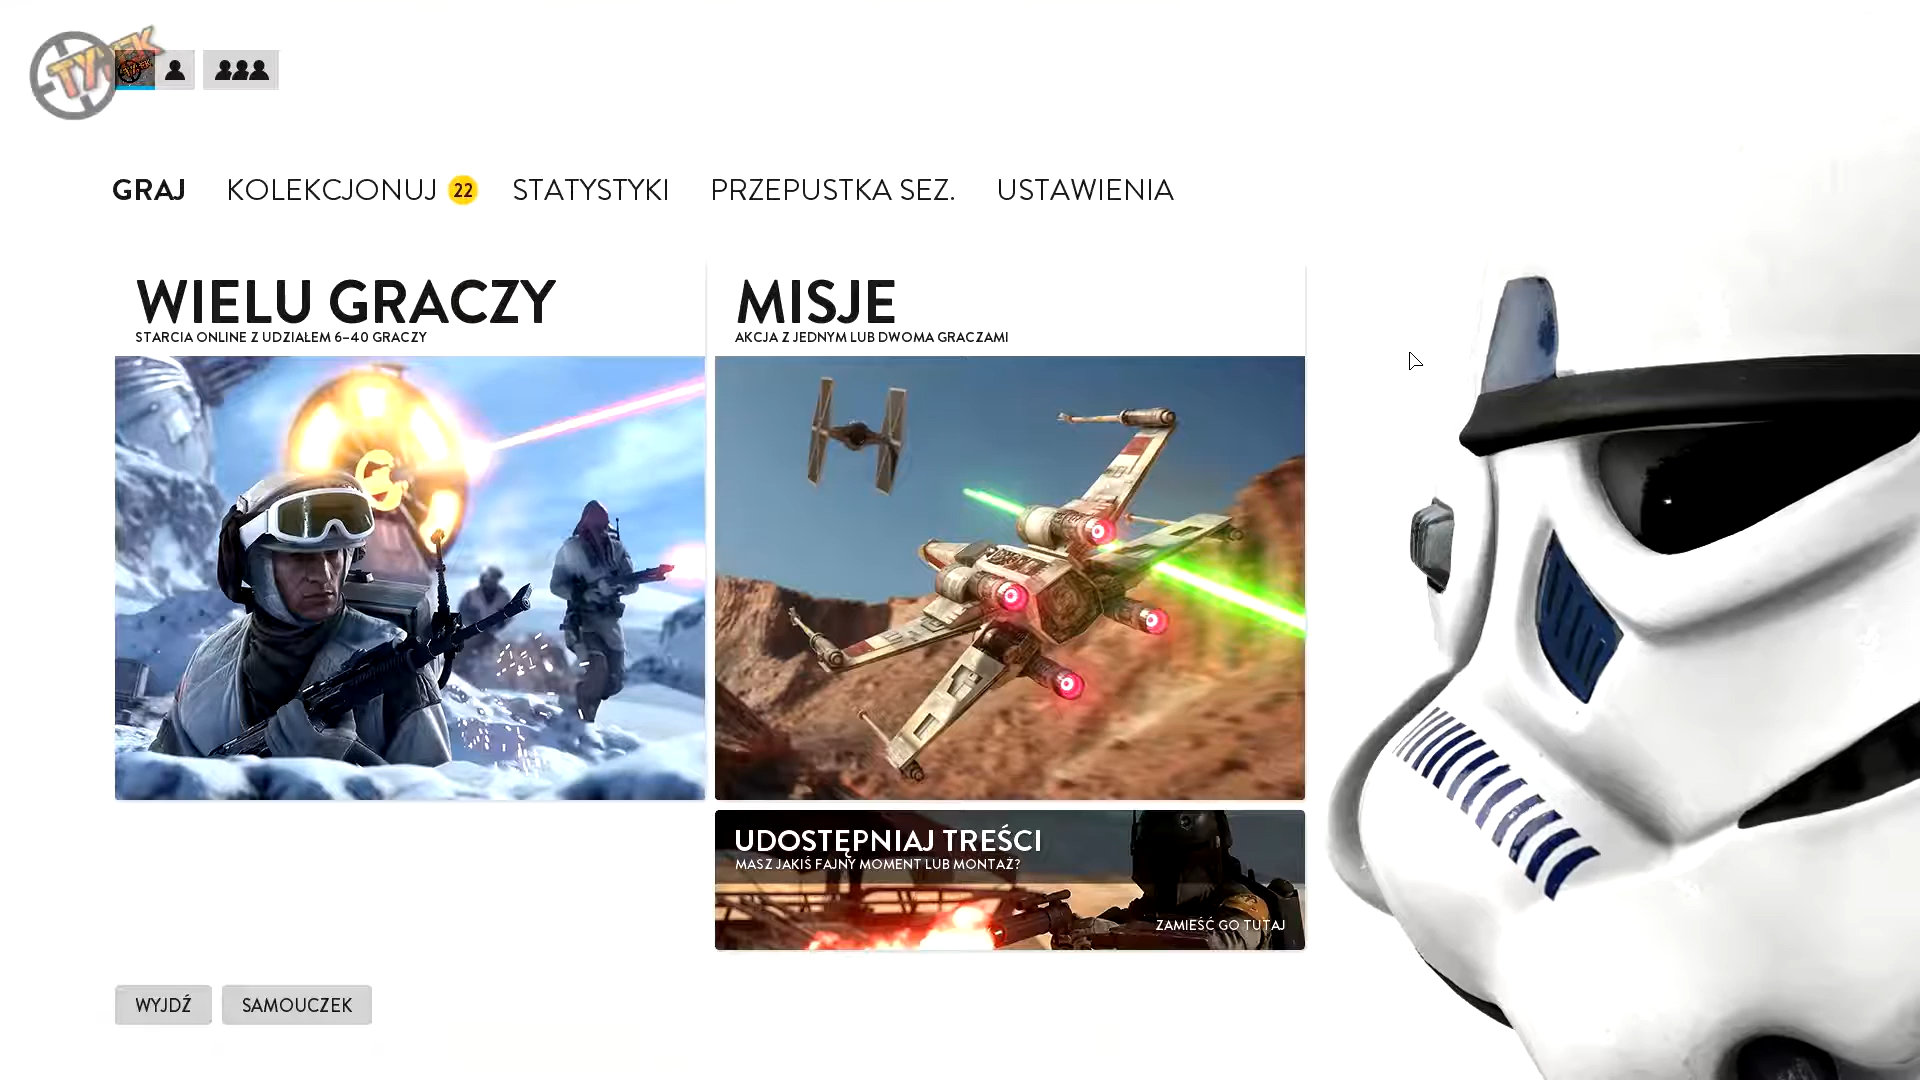 TYMEK
GRAJ KOLEKCJONUJ 22 STATYSTYKI PRZEPUSTKA SEZ. USTAWIENIA
WIELU GRACZY
STARCIA ONLINE Z UDZIAŁEM 6–40 GRACZY
MISJE
AKCJA Z JEDNYM LUB DWOMA GRACZAMI
UDOSTĘPNIAJ TREŚCI
MASZ JAKIŚ FAJNY MOMENT LUB MONTAŻ?
ZAMIEŚĆ GO TUTAJ
WYJDŹ SAMOUCZEK